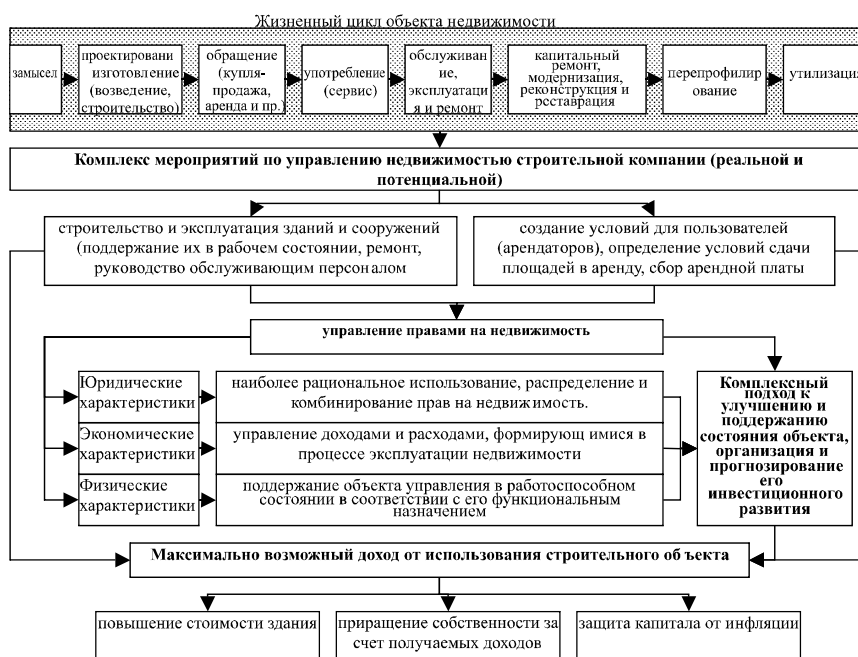 Жизненный цикл объекта недвижимости
замысел
проектировани
изготовление
(возведение,
строительство)
обращение
(купля-
продажа,
аренда и пр.)
употребление
(сервис)
обслуживан
ие,
эксплуатаци
я и ремонт
капитальный
ремонт,
модернизация,
реконструкция и
реставрация
перепрофилир
ование
утилизация
Комплекс мероприятий по управлению недвижимостью строительной компании (реальной и
потенциальной)
строительство и эксплуатация зданий и сооружений
(поддержание их в рабочем состоянии, ремонт,
руководство обслуживающим персоналом
создание условий для пользователей
(арендаторов), определение условий сдачи
площадей в аренду, сбор арендной платы
управление правами на недвижимость
Юридические
характеристики
наиболее рациональное использование, распределение и
комбинирование прав на недвижимость.
Экономические
характеристики
управление доходами и расходами, формирующ имися в
процессе эксплуатации недвижимости
Физические
характеристики
поддержание объекта управления в работоспособном
состоянии в соответствии с его функциональным
назначением
Комплексный
подход к
улучшению и
поддержанию
состояния объекта,
организация и
прогнозирование
его
инвестиционного
развития
Максимально возможный доход от использования строительного об ъекта
повышение стоимости здания
приращение собственности за
счет получаемых доходов
защита капитала от инфляции